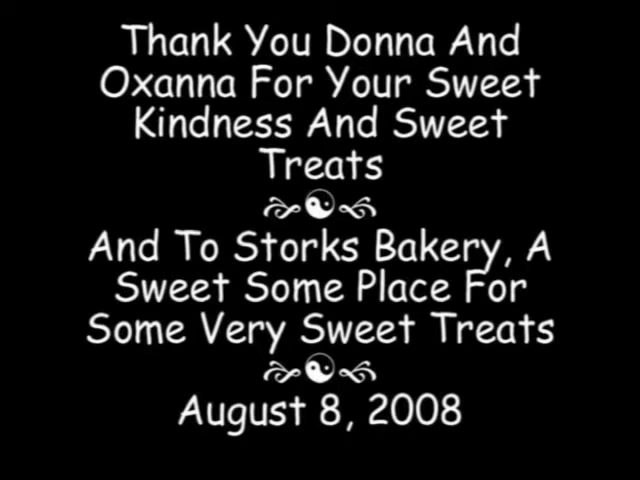 Thank You Donna And
Oxanna For Your Sweet
Kindness And Sweet
Treats
And To Storks Bakery, A
Sweet Some Place For
Some Very Sweet Treats
August 8, 2008